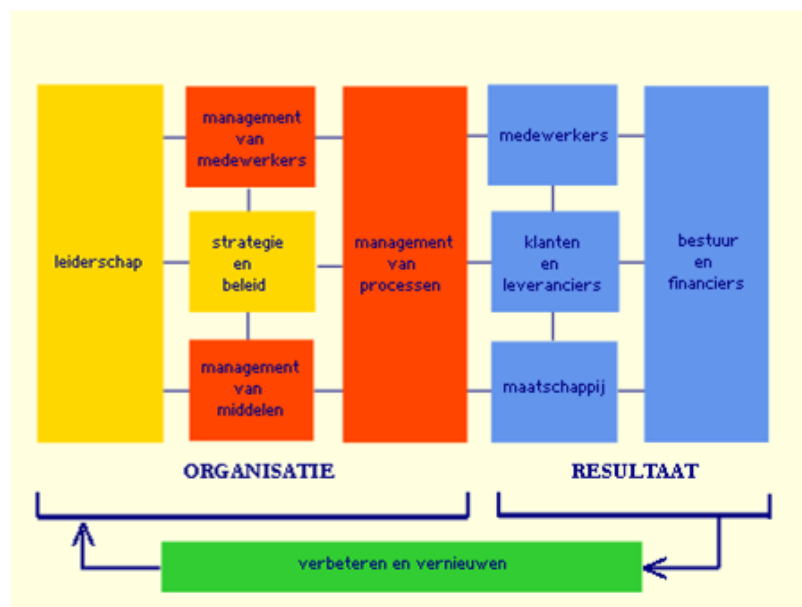 leiderschap
management
van
medewerkers
strategie
en
beleid
management
van
middelen
management
van
processen
medewerkers
klanten
en
leveranciers
maatschappij
bestuur
en
financiers
ORGANISATIE
RESULTAAT
verbeteren en vernieuwen